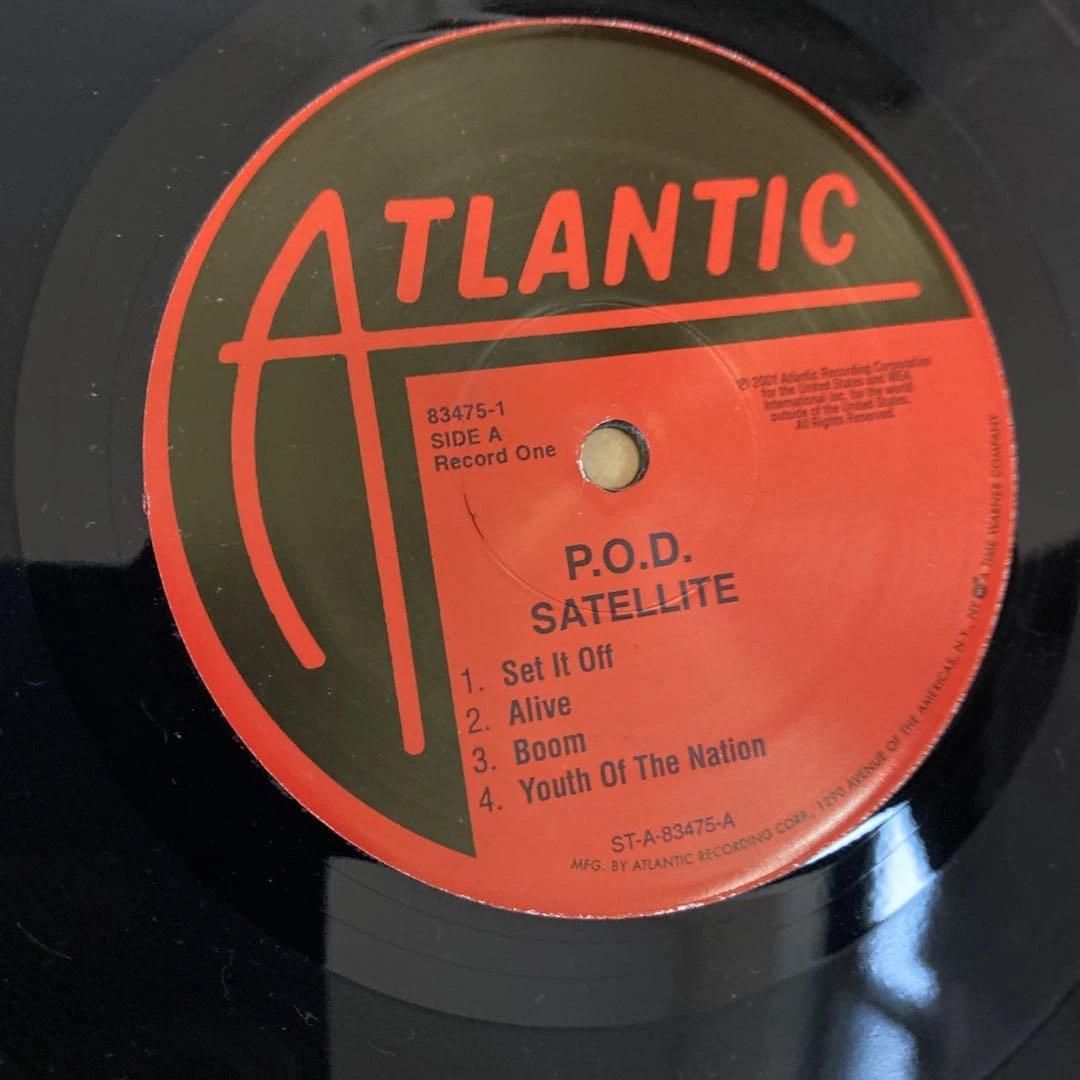 ATLANTIC
83475-1
SIDE A
Record One
℗ 2001 Atlantic Recording Corporation
for the United States and WEA
International Inc. for the world
outside of the United States.
All Rights Reserved.
P.O.D.
SATELLITE
1. Set It Off
2. Alive
3. Boom
4. Youth Of The Nation
ST-A-83475-A
MFG. BY ATLANTIC RECORDING CORP., 1290 AVENUE OF THE AMERICAS, N.Y., NY A TIME WARNER COMPANY